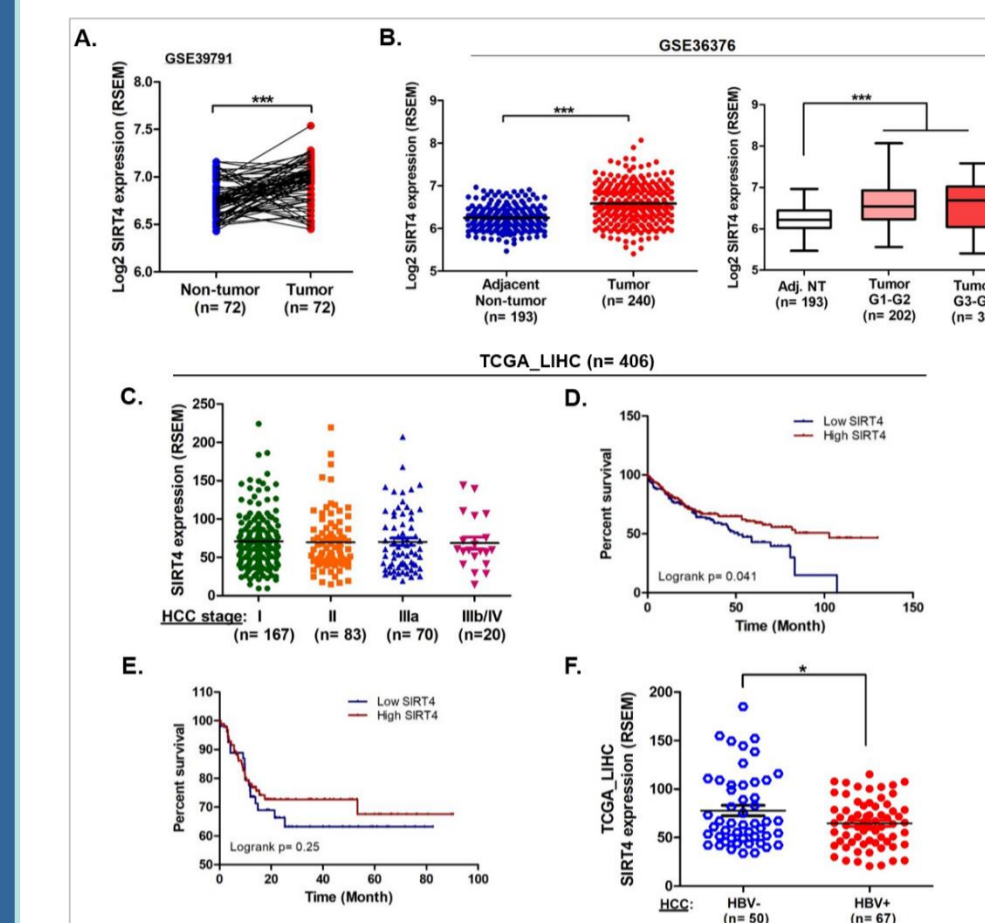 A.
GSE39791
Log2 SIRT4 expression (RSEM)
8.0
7.5
7.0
6.5
6.0
***
Non-tumor
(n= 72)
Tumor
(n= 72)
B.
GSE36376
Log2 SIRT4 expression (RSEM)
9
8
7
6
5
***
Adjacent
Non-tumor
(n= 193)
Tumor
(n= 240)
Log2 SIRT4 expression (RSEM)
9
8
7
6
5
***
Adj. NT
(n= 193)
Tumor
G1-G2
(n= 202)
TCGA_LIHC (n= 406)
C.
SIRT4 expression (RSEM)
250
200
150
100
50
0
HCC stage: I II IIIa IIIb/IV
(n= 167) (n= 83) (n= 70) (n=20)
D.
Percent survival
150
100
50
0
Low SIRT4
High SIRT4
Logrank p= 0.041
0 50 100 150
Time (Month)
E.
Percent survival
110
100
90
80
70
60
50
Low SIRT4
High SIRT4
Logrank p= 0.25
0 20 40 60 80 100
Time (Month)
F.
TCGA_LIHC
SIRT4 expression (RSEM)
200
150
100
50
0
*
HCC: HBV- HBV+
(n= 50) (n= 67)